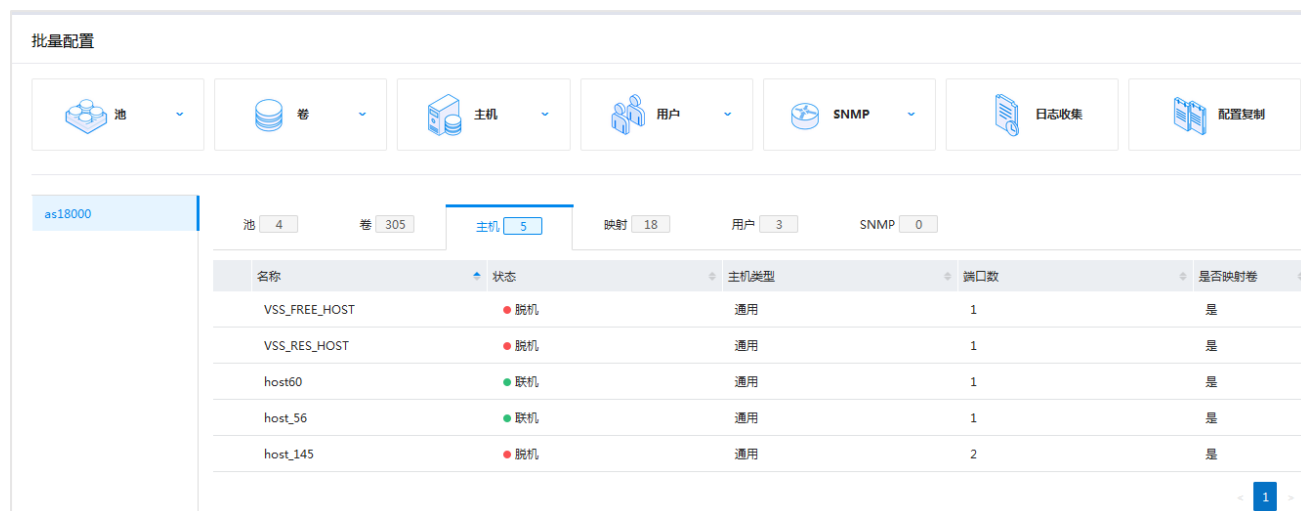 批量配置
池 卷 主机 用户 SNMP 日志收集 配置复制
as18000
池 4 卷 305 主机 5 映射 18 用户 3 SNMP 0
名称 状态 主机类型 端口数 是否映射卷
VSS_FREE_HOST 脱机 通用 1 是
VSS_RES_HOST 脱机 通用 1 是
host60 联机 通用 1 是
host_56 联机 通用 1 是
host_145 脱机 通用 2 是
< 1 >